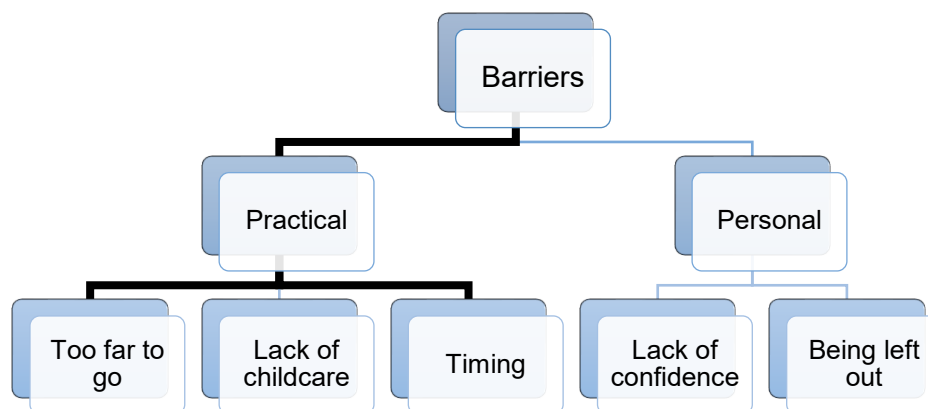 Barriers
Practical
Personal
Too far to
go
Lack of
childcare
Timing
Lack of
confidence
Being left
out